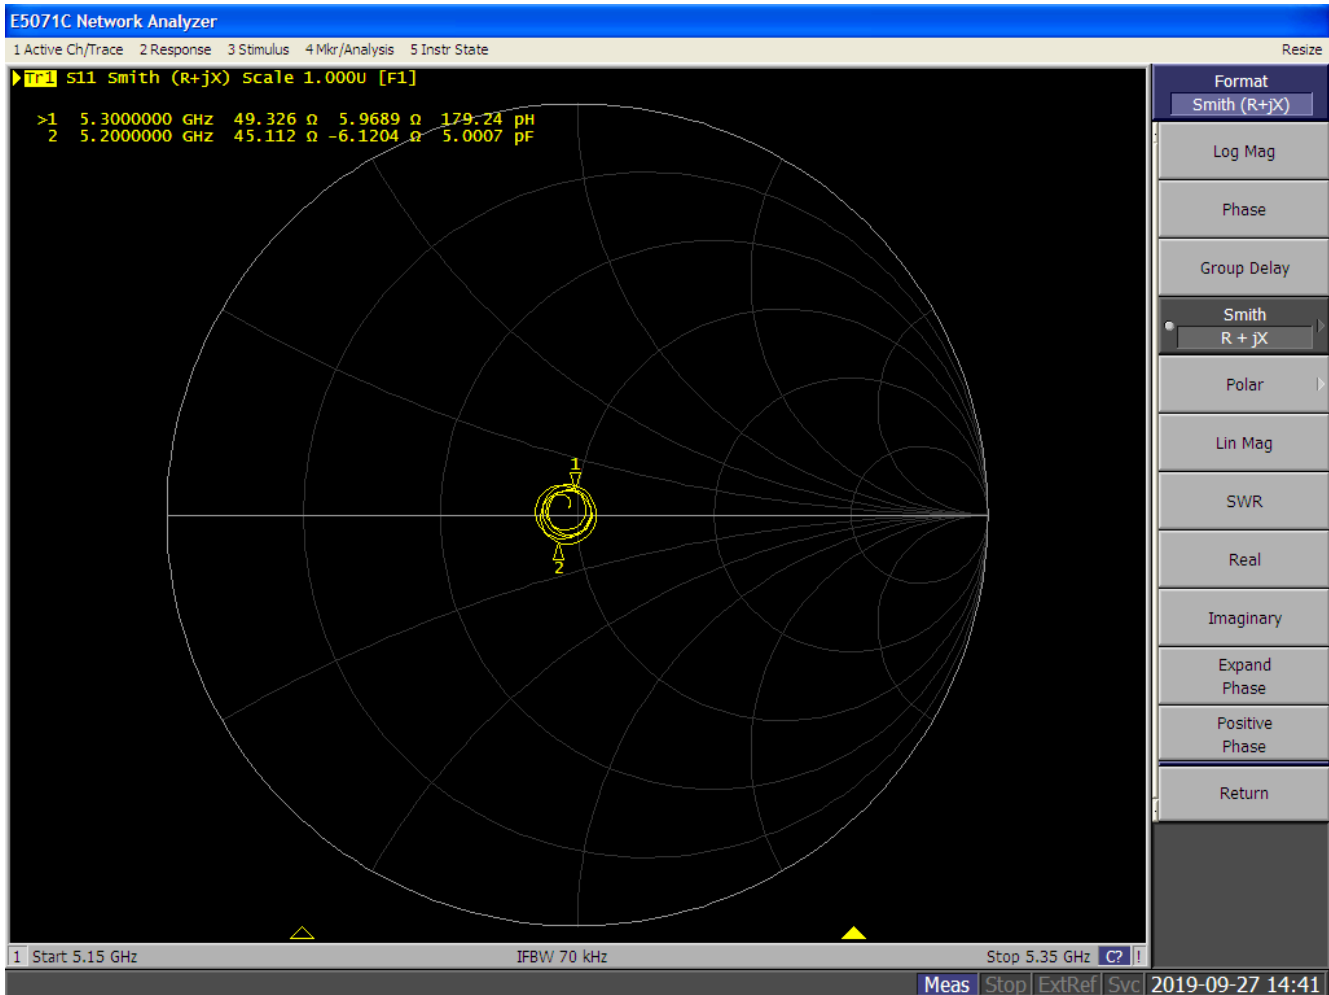 E5071C Network Analyzer
1 Active Ch/Trace 2 Response 3 Stimulus 4 Mkr/Analysis 5 Instr State Resize
Tr1 S11 Smith (R+jX) Scale 1.000U [F1]
>1 5.3000000 GHz 49.326 Ω 5.9689 Ω 179.24 pH
2 5.2000000 GHz 45.112 Ω -6.1204 Ω 5.0007 pF
1
2
Format
Smith (R+jX)
Log Mag
Phase
Group Delay
Smith
R + jX
Polar
Lin Mag
SWR
Real
Imaginary
Expand
Phase
Positive
Phase
Return
1 Start 5.15 GHz IFBW 70 kHz Stop 5.35 GHz C? !
Meas Stop ExtRef Svc 2019-09-27 14:41